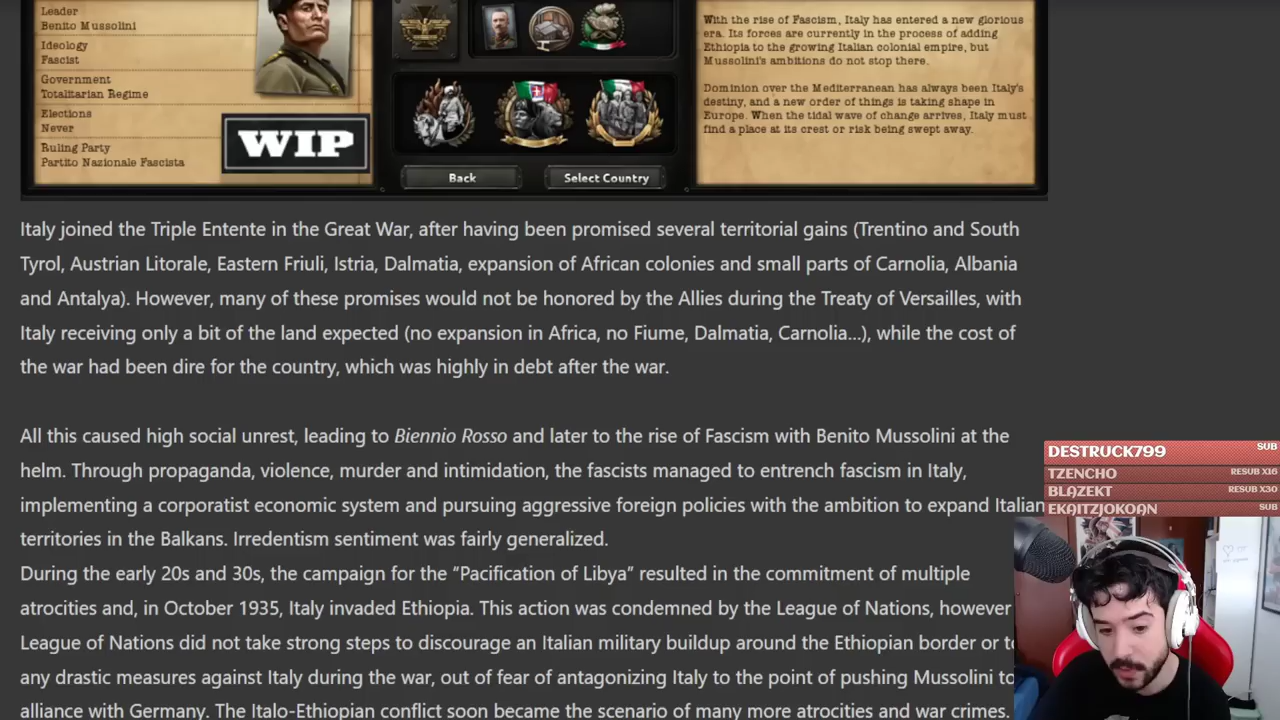 Leader
Benito Mussolini
Ideology
Fascist
Government
Totalitarian Regime
Elections
Never
Ruling Party
Partito Nazionale Fascista
WIP
Back
Select Country
With the rise of Fascism, Italy has entered a new glorious
era. Its forces are currently in the process of adding
Ethiopia to the growing Italian colonial empire, but
Mussolini's ambitions do not stop there.
Dominion over the Mediterranean has always been Italy's
destiny, and a new order of things is taking shape in
Europe. When the tidal wave of change arrives, Italy must
find a place at its crest or risk being swept away.
Italy joined the Triple Entente in the Great War, after having been promised several territorial gains (Trentino and South
Tyrol, Austrian Litorale, Eastern Friuli, Istria, Dalmatia, expansion of African colonies and small parts of Carnolia, Albania
and Antalya). However, many of these promises would not be honored by the Allies during the Treaty of Versailles, with
Italy receiving only a bit of the land expected (no expansion in Africa, no Fiume, Dalmatia, Carnolia...), while the cost of
the war had been dire for the country, which was highly in debt after the war.
All this caused high social unrest, leading to Biennio Rosso and later to the rise of Fascism with Benito Mussolini at the
helm. Through propaganda, violence, murder and intimidation, the fascists managed to entrench fascism in Italy,
implementing a corporatist economic system and pursuing aggressive foreign policies with the ambition to expand Italian
territories in the Balkans. Irredentism sentiment was fairly generalized.
During the early 20s and 30s, the campaign for the “Pacification of Libya” resulted in the commitment of multiple
atrocities and, in October 1935, Italy invaded Ethiopia. This action was condemned by the League of Nations, however
League of Nations did not take strong steps to discourage an Italian military buildup around the Ethiopian border or
any drastic measures against Italy during the war, out of fear of antagonizing Italy to the point of pushing Mussolini to
alliance with Germany. The Italo-Ethiopian conflict soon became the scenario of many more atrocities and war crimes.
DESTRUCK799 SUB
TZENCHO RESUB X16
BLAZEKT RESUB X30
EKAITZJOKOAN SUB